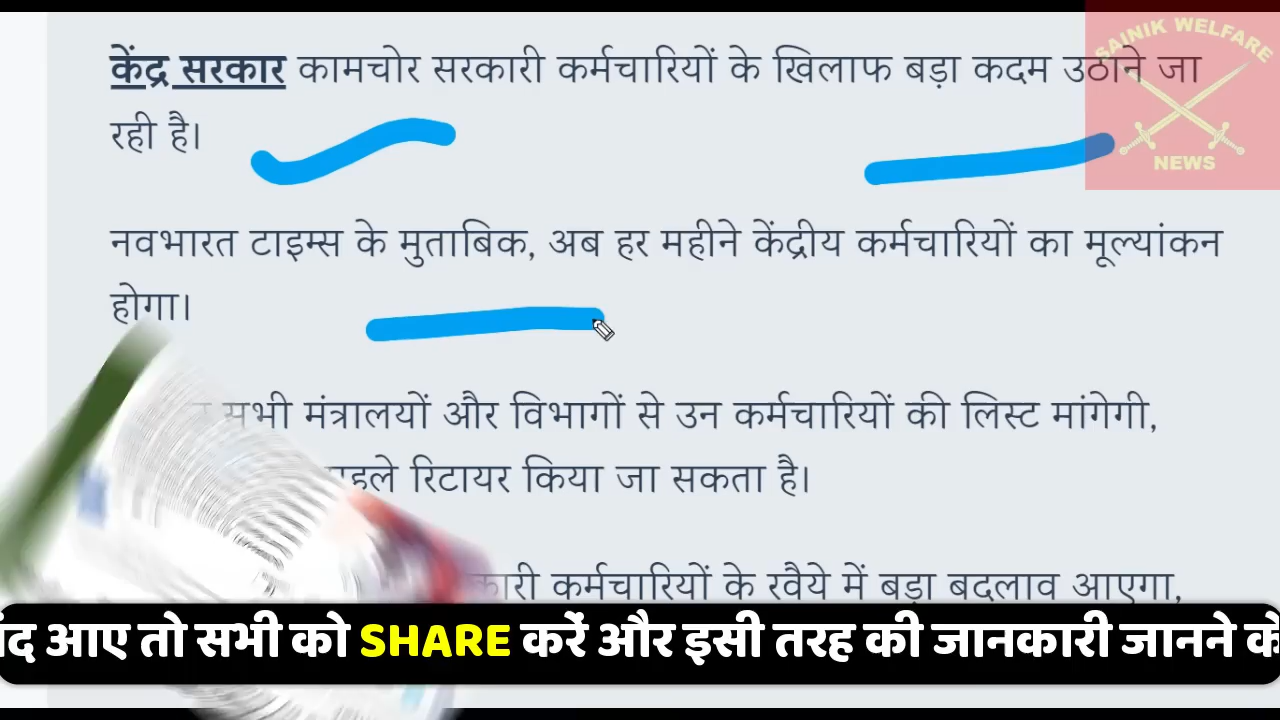 केंद्र सरकार कामचोर सरकारी कर्मचारियों के खिलाफ बड़ा कदम उठाने जा
रही है।
SAINIK WELFARE
NEWS
नवभारत टाइम्स के मुताबिक, अब हर महीने केंद्रीय कर्मचारियों का मूल्यांकन
होगा।
सभी मंत्रालयों और विभागों से उन कर्मचारियों की लिस्ट मांगेगी,
रिटायर किया जा सकता है।
कर्मचारियों के रवैये में बड़ा बदलाव आएगा,
आए तो सभी को SHARE करें और इसी तरह की जानकारी जानने के